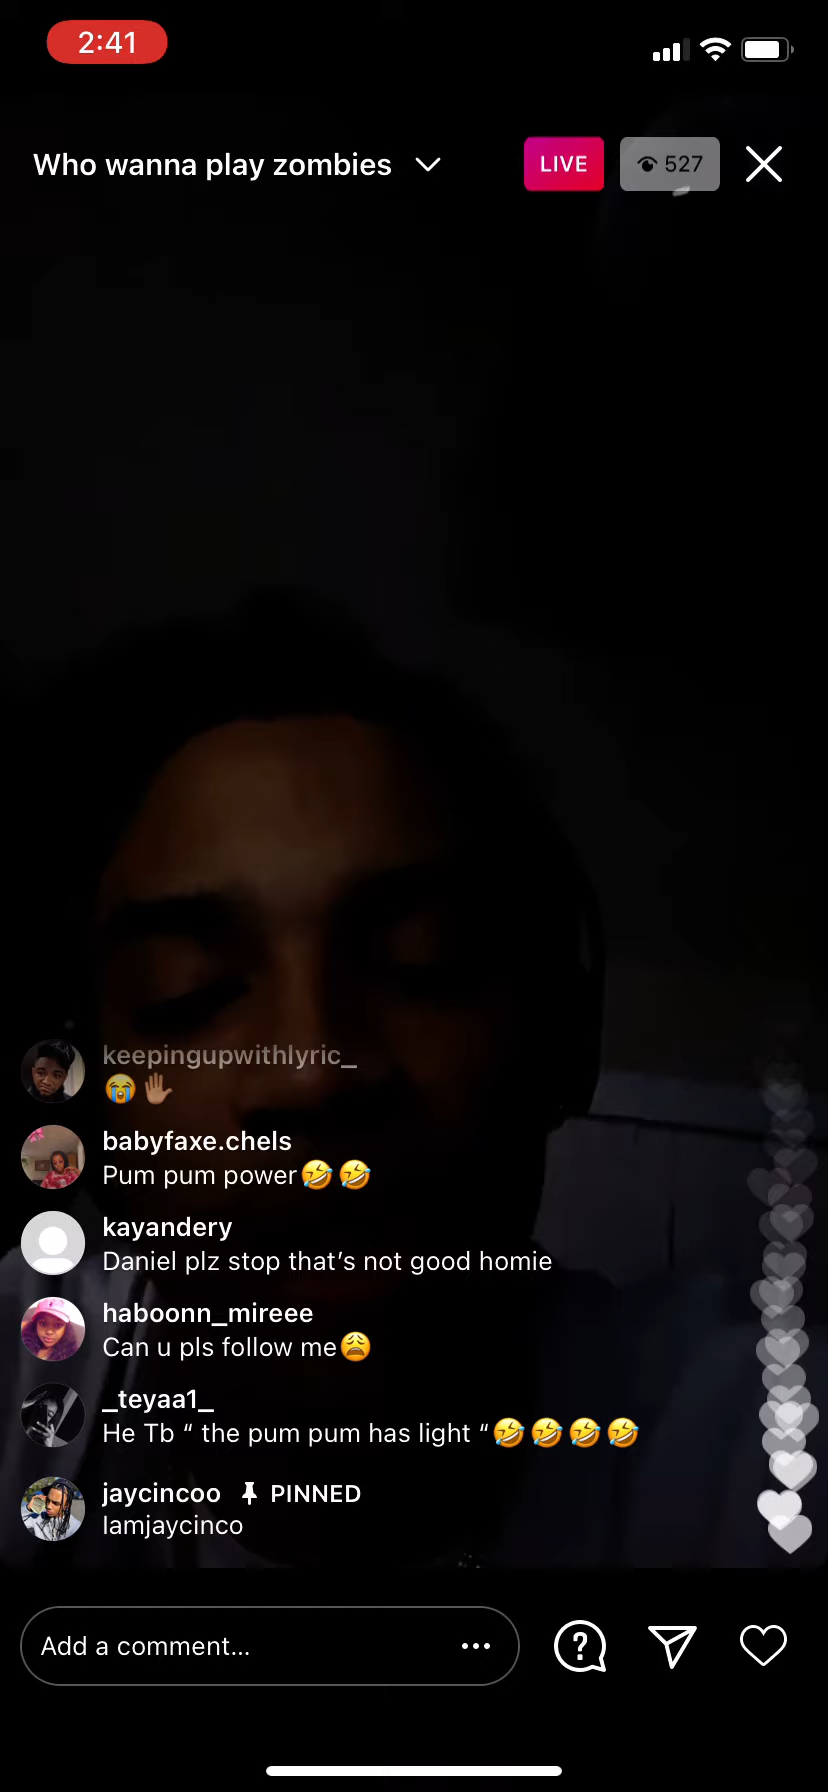 2:41
Who wanna play zombies
LIVE
527
keepingupwithlyric_
😭🤚🏽
babyfaxe.chels
Pum pum power🤣🤣
kayandery
Daniel plz stop that’s not good homie
haboonn_mireee
Can u pls follow me😩
_teyaa1_
He Tb “ the pum pum has light “🤣🤣🤣🤣
jaycincoo PINNED
Iamjaycinco
Add a comment...